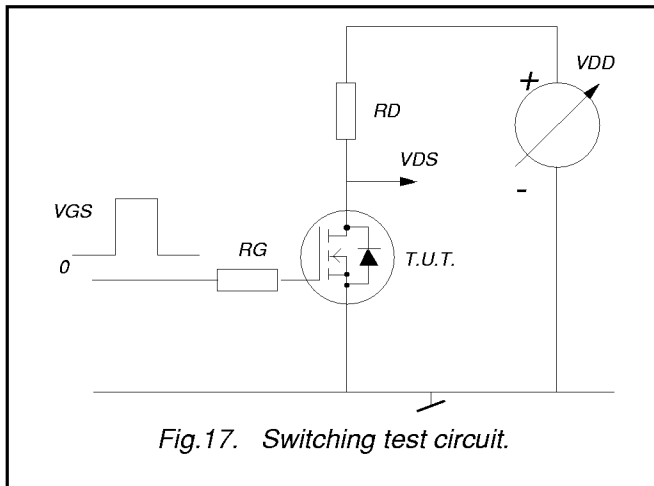 +
VDD
RD
VDS
-
VGS
0
RG
T.U.T.
Fig.17. Switching test circuit.